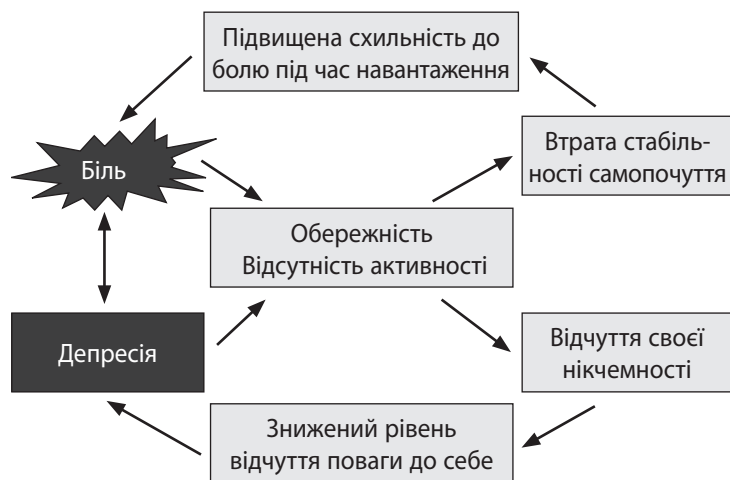 Підвищена схильність до
болю під час навантаження
Біль
Втрата стабіль-
ності самопочуття
Обережність
Відсутність активності
Депресія
Відчуття своєї
нікчемності
Знижений рівень
відчуття поваги до себе